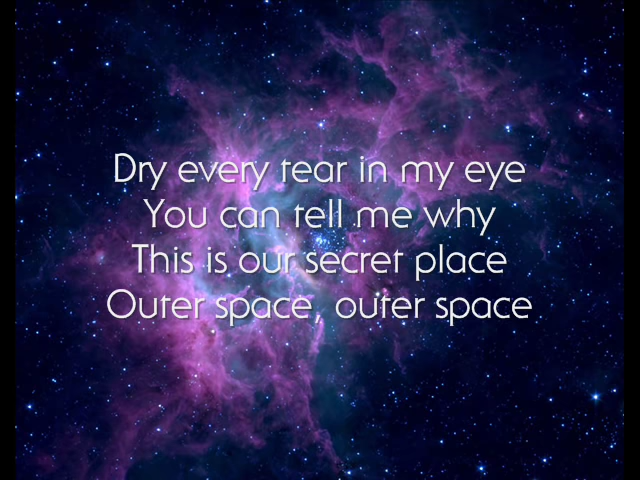 Dry every tear in my eye
You can tell me why
This is our secret place
Outer space, outer space